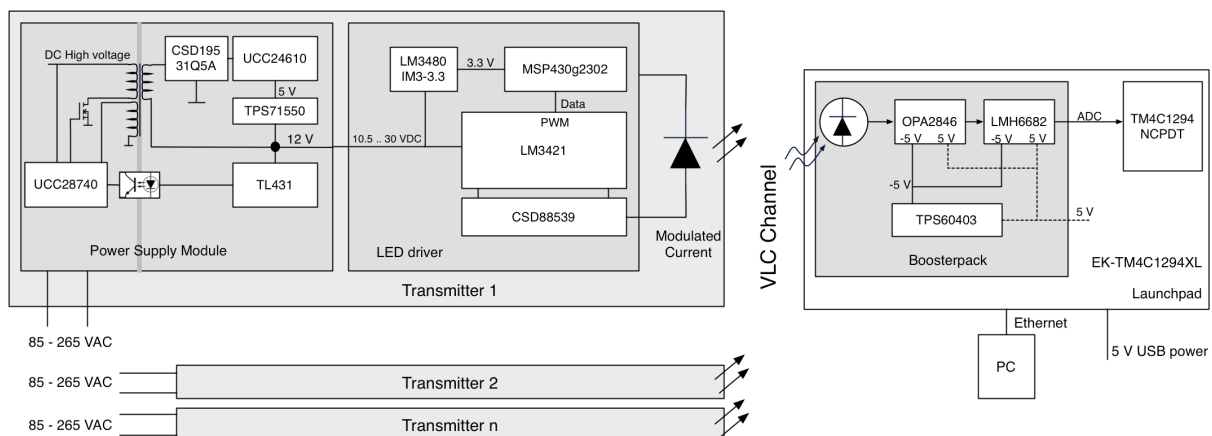 DC High voltage
CSD195
31Q5A
UCC24610
5 V
TPS71550
12 V
UCC28740
TL431
Power Supply Module
LM3480
IM3-3.3
3.3 V
MSP430g2302
Data
PWM
LM3421
10.5 .. 30 VDC
CSD88539
LED driver
Modulated
Current
Transmitter 1
85 - 265 VAC
85 - 265 VAC
Transmitter 2
85 - 265 VAC
Transmitter n
VLC Channel
OPA2846
-5 V 5 V
LMH6682
-5 V 5 V
ADC
TM4C1294
NCPDT
-5 V
TPS60403
5 V
Boosterpack
EK-TM4C1294XL
Launchpad
Ethernet
PC
5 V USB power